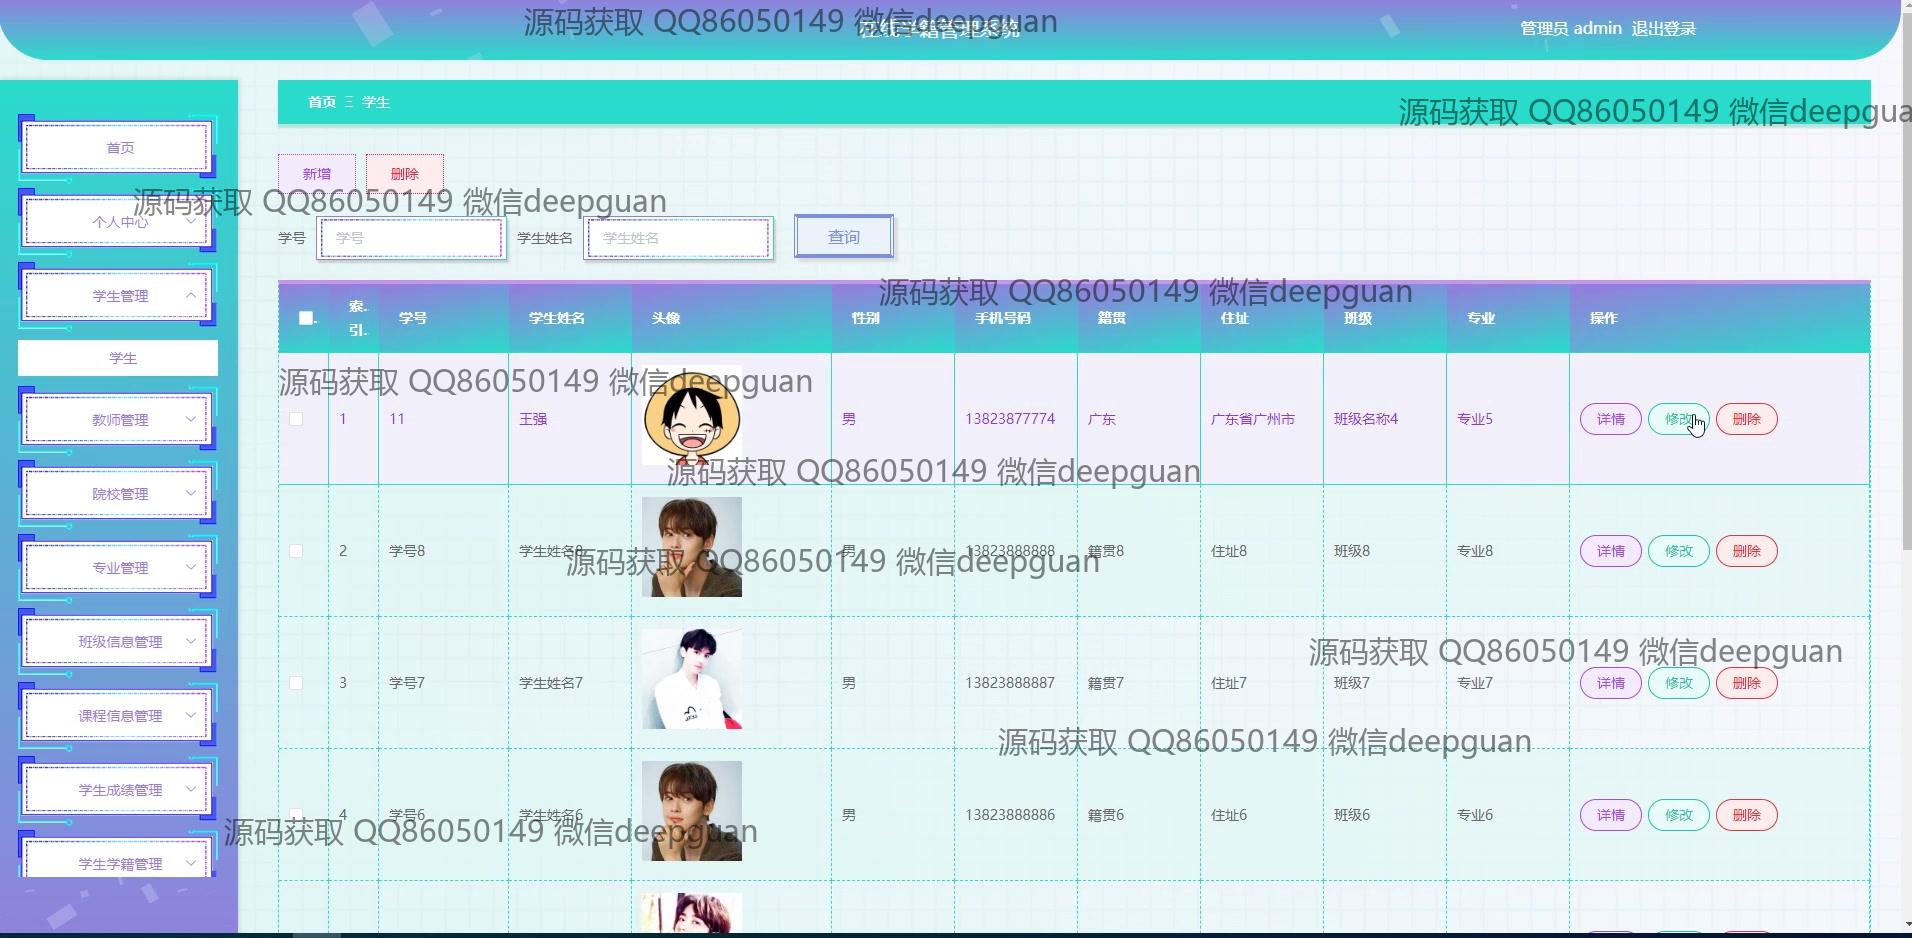 源码获取 QQ86050149 微信deepguan
在线学籍管理系统
管理员 admin 退出登录
首页 学生
源码获取 QQ86050149 微信deepgua
首页
新增 删除
个人中心
源码获取 QQ86050149 微信deepguan
学号 学号 学生姓名 学生姓名 查询
学生管理
源码获取 QQ86050149 微信deepguan
索引 学号 学生姓名 头像 性别 手机号码 籍贯 住址 班级 专业 操作
学生
源码获取 QQ86050149 微信deepguan
教师管理
1 11 王强 男 13823877774 广东 广东省广州市 班级名称4 专业5 详情 修改 删除
源码获取 QQ86050149 微信deepguan
院校管理
2 学号8 学生姓名8 男 13823888888 籍贯8 住址8 班级8 专业8 详情 修改 删除
源码获取 QQ86050149 微信deepguan
专业管理
班级信息管理
源码获取 QQ86050149 微信deepguan
3 学号7 学生姓名7 男 13823888887 籍贯7 住址7 班级7 专业7 详情 修改 删除
课程信息管理
源码获取 QQ86050149 微信deepguan
学生成绩管理
4 学号6 学生姓名6 男 13823888886 籍贯6 住址6 班级6 专业6 详情 修改 删除
源码获取 QQ86050149 微信deepguan
学生学籍管理